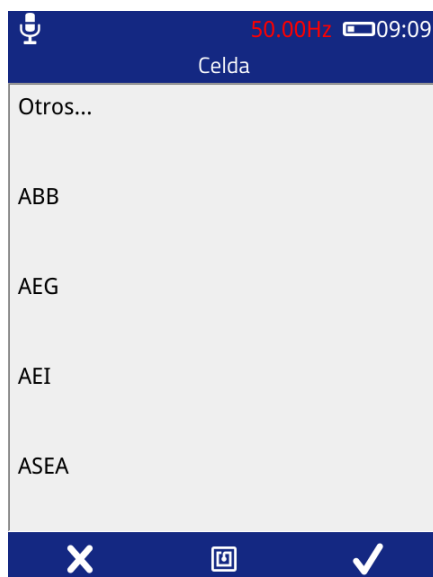 50.00Hz 09:09
Celda
Otros...
ABB
AEG
AEI
ASEA